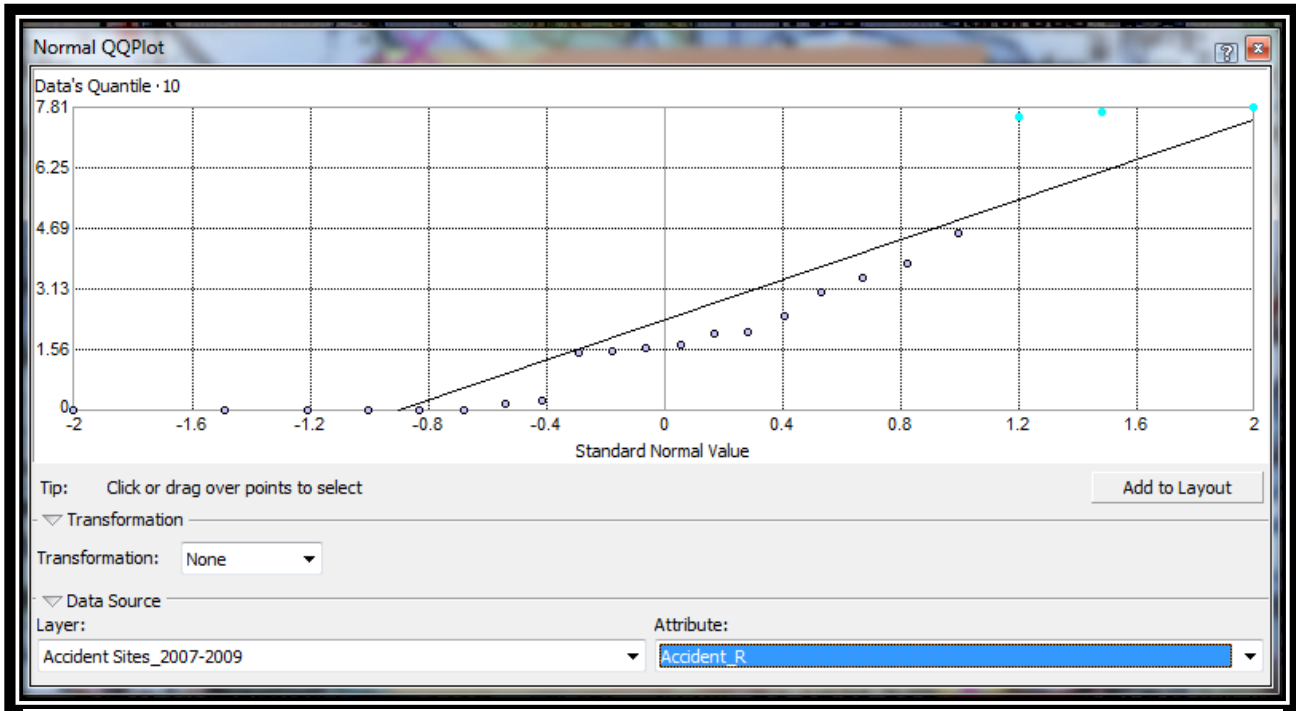 Normal QQPlot
Data's Quantile · 10
7.81
6.25
4.69
3.13
1.56
0
-2 -1.6 -1.2 -0.8 -0.4 0 0.4 0.8 1.2 1.6 2
Standard Normal Value
Tip: Click or drag over points to select Add to Layout
Transformation
Transformation: None
Data Source
Layer: Attribute:
Accident Sites_2007-2009 Accident_R